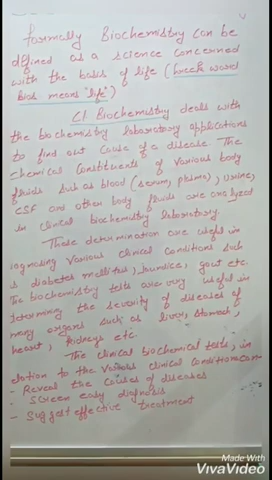 formally Biochemistry can be
defined as a science concerned
with the basis of life (Greek word
bios means "life")
Cl Biochemistry deals with
the biochemistry laboratory applications
to find out cause of a disease. The
chemical constituents of various body
fluids such as blood (serum, plasma), urine,
CSF and other body fluids are analyzed
in clinical biochemistry laboratory.
These determination are useful in
iagnosing various clinical conditions such
s diabetes mellitus, Jaundice, gout etc.
The biochemistry tests are very useful in
etermining the severity of diseases of
many organs such as liver, stomach,
heart, kidneys etc.
The clinical biochemical tests, in
elation to the various clinical conditions can
- Reveal the causes of diseases
- Screen early diagnosis
- Suggest effective treatment
Made With
VivaVideo